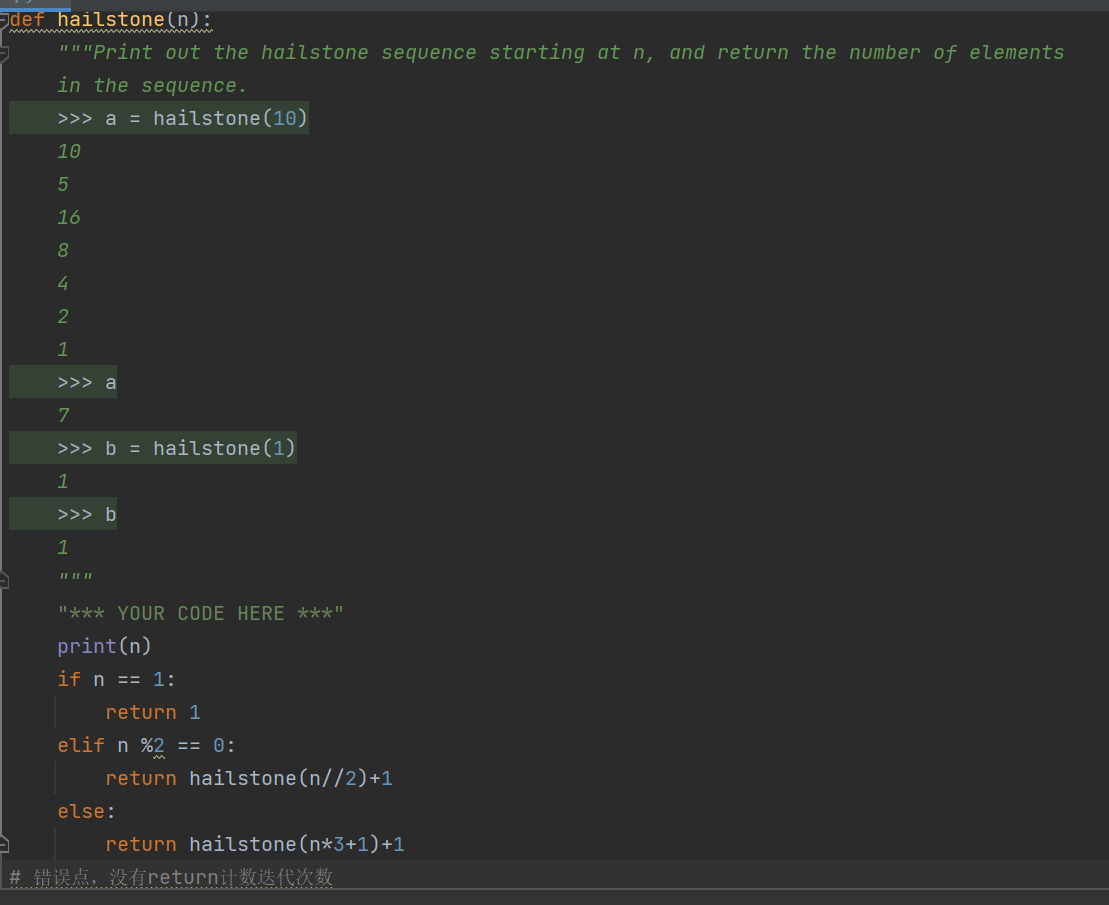 def hailstone(n):
    """Print out the hailstone sequence starting at n, and return the number of elements
    in the sequence.
    >>> a = hailstone(10)
    10
    5
    16
    8
    4
    2
    1
    >>> a
    7
    >>> b = hailstone(1)
    1
    >>> b
    1
    """
    "*** YOUR CODE HERE ***"
    print(n)
    if n == 1:
        return 1
    elif n %2 == 0:
        return hailstone(n//2)+1
    else:
        return hailstone(n*3+1)+1
# 错误点，没有return计数迭代次数